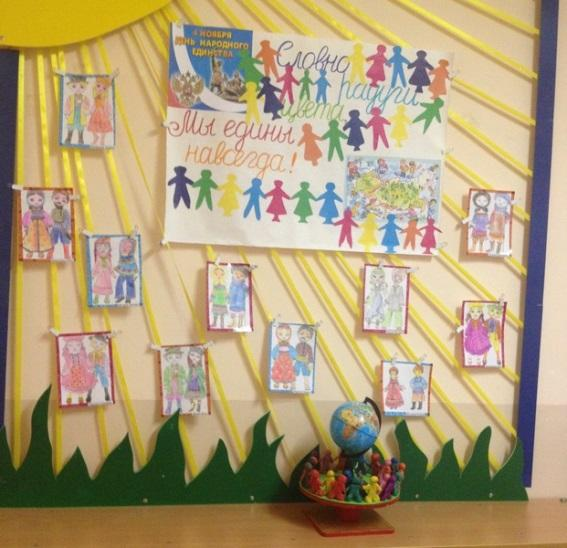 4 НОЯБРЯ
ДЕНЬ НАРОДНОГО
ЕДИНСТВА
Словно
радуги
цвета
Мы едины
навсегда!